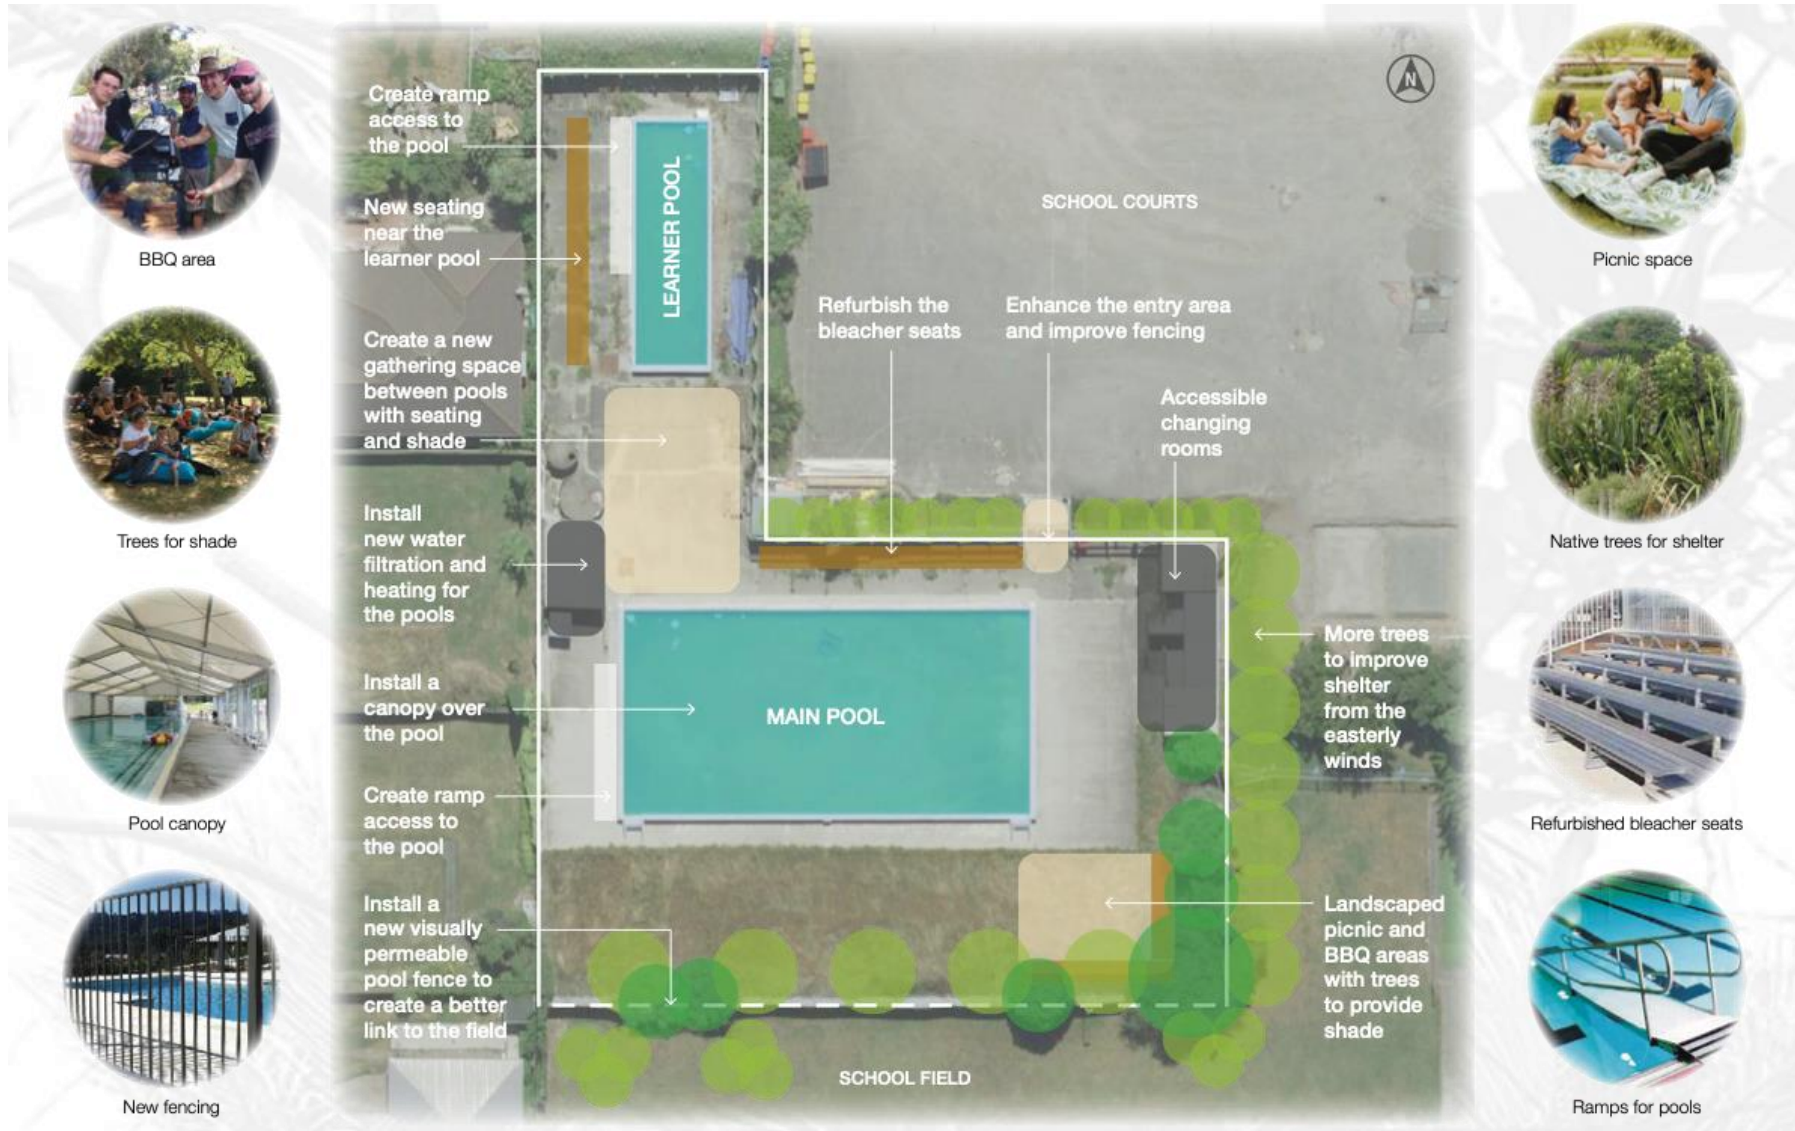 BBQ area
Trees for shade
Pool canopy
New fencing
Create ramp
access to
the pool
New seating
near the
learner pool
Create a new
gathering space
between pools
with seating
and shade
Install
new water
filtration and
heating for
the pools
Install a
canopy over
the pool
Create ramp
access to
the pool
Install a
new visually
permeable
pool fence to
create a better
link to the field
LEARNER POOL
MAIN POOL
SCHOOL FIELD
SCHOOL COURTS
N
Refurbish the
bleacher seats
Enhance the entry area
and improve fencing
Accessible
changing
rooms
More trees
to improve
shelter
from the
easterly
winds
Landscaped
picnic and
BBQ areas
with trees
to provide
shade
Picnic space
Native trees for shelter
Refurbished bleacher seats
Ramps for pools